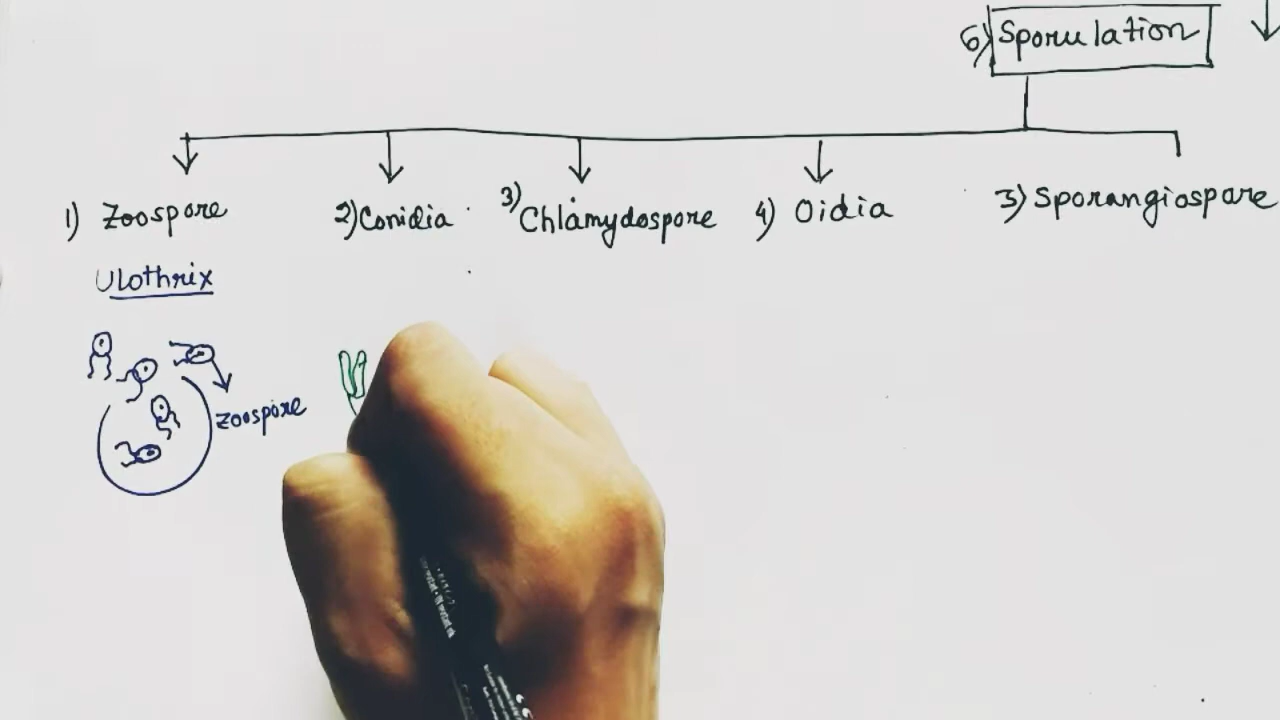 6) Sporulation
1) Zoospore
2) Conidia
3) Chlamydospore
4) Oidia
3) Sporangiospore
Ulothrix
zoospore